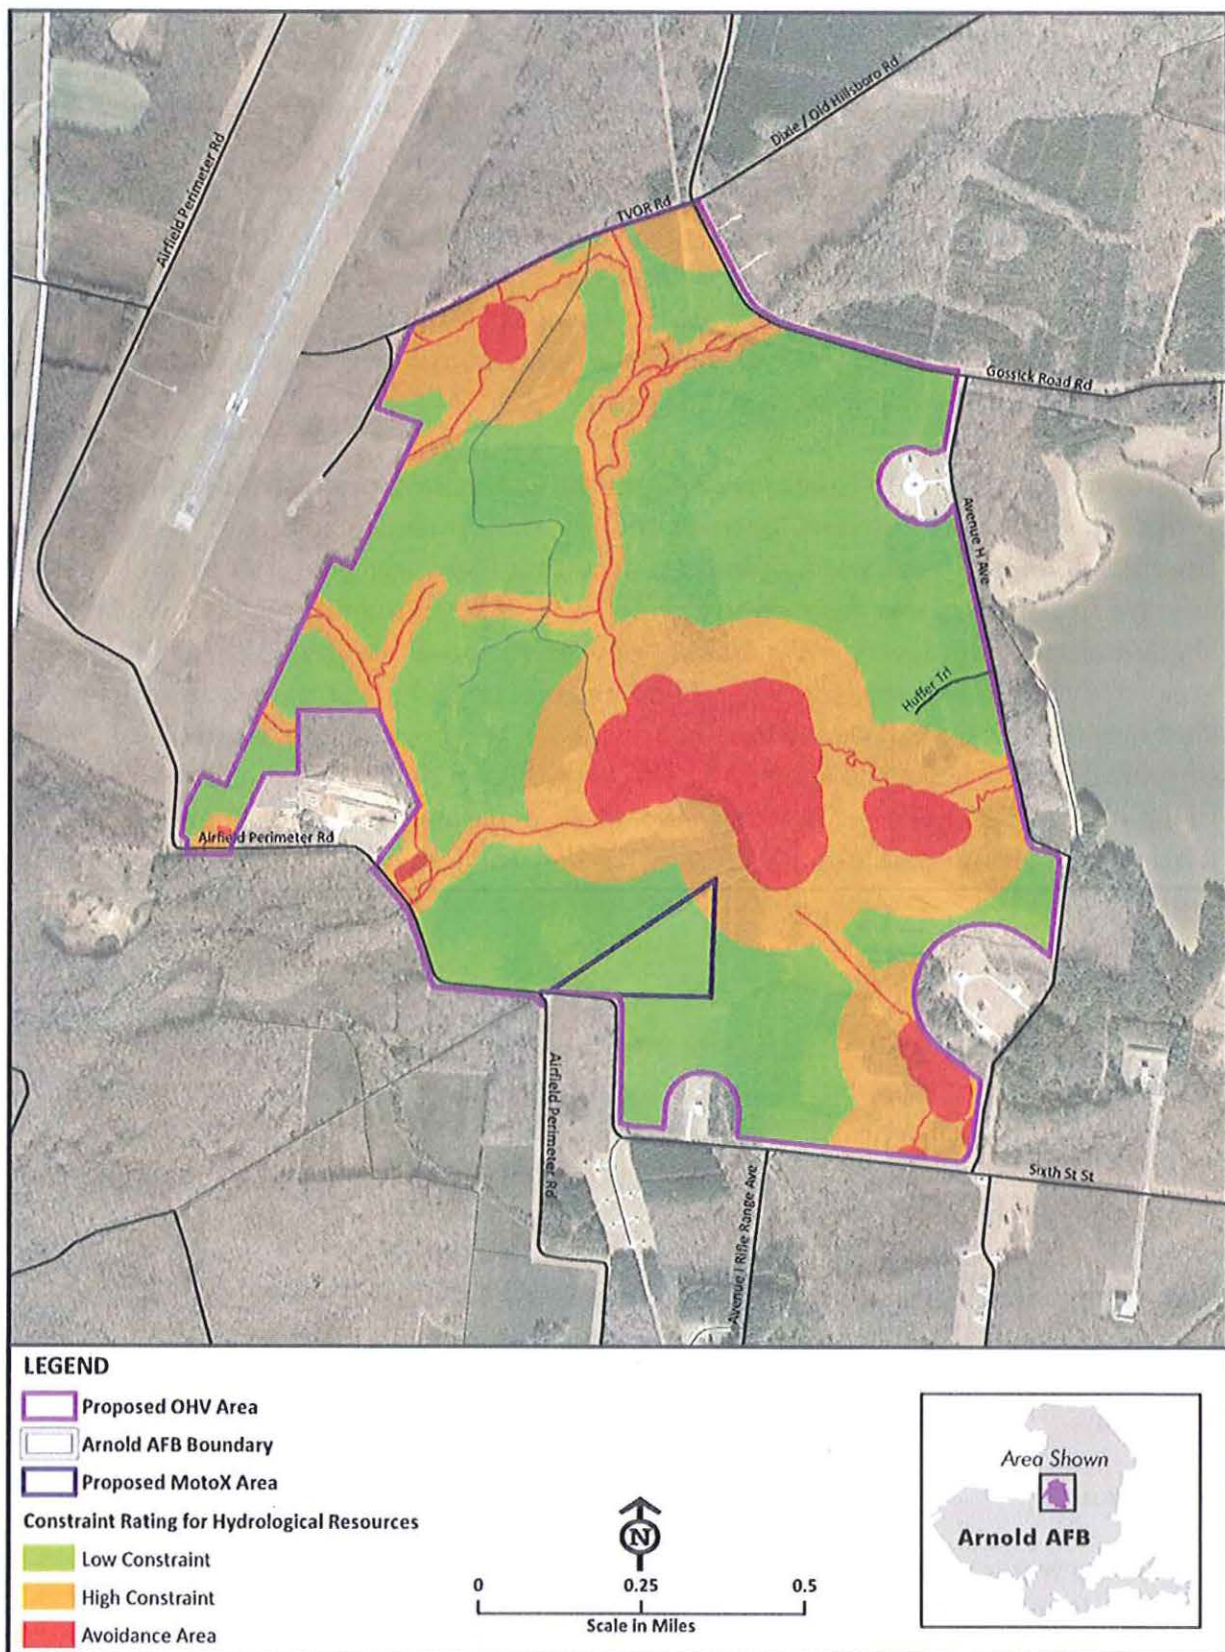 Dixie / Old Hillsboro Rd
Airfield Perimeter Rd
TVOR Rd
Gossick Road Rd
Avenue H Ave
Huffer Trl
Airfield Perimeter Rd
Airfield Perimeter Rd
Avenue I Rifle Range Ave
Sixth St St
LEGEND
Proposed OHV Area
Arnold AFB Boundary
Proposed MotoX Area
Constraint Rating for Hydrological Resources
Low Constraint
High Constraint
Avoidance Area
N
0 0.25 0.5
Scale in Miles
Area Shown
Arnold AFB